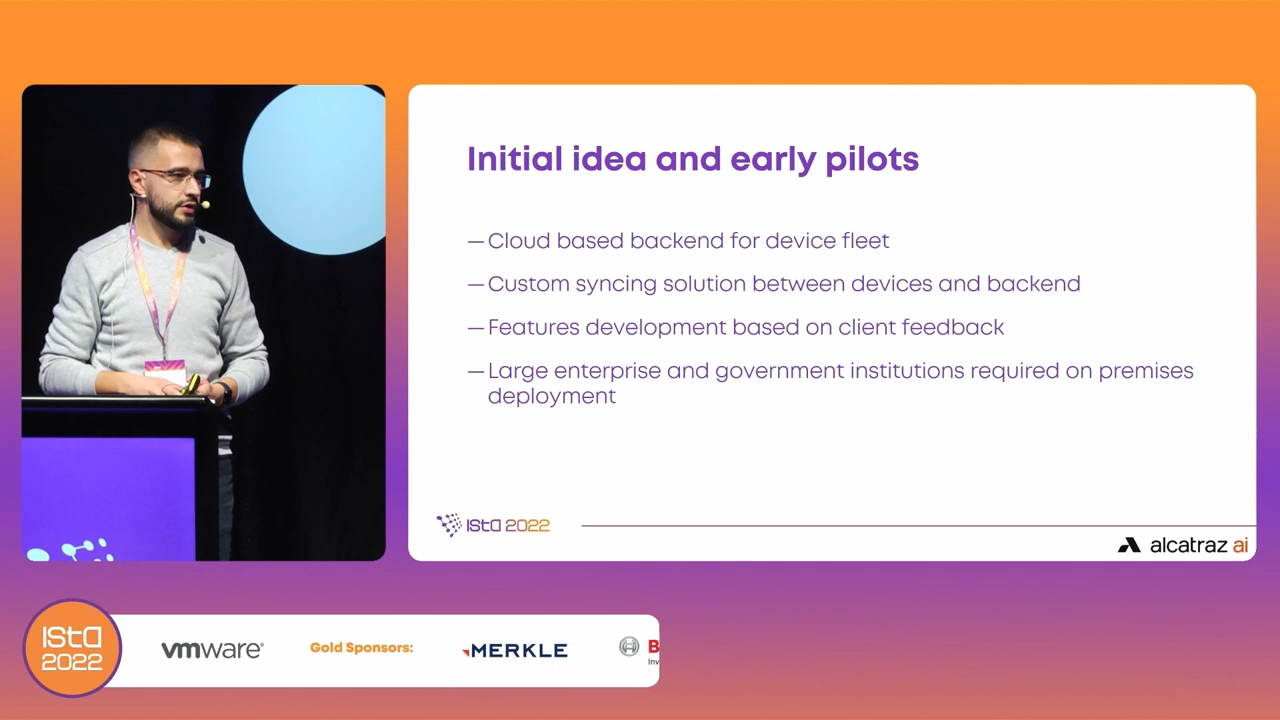 Initial idea and early pilots
— Cloud based backend for device fleet
— Custom syncing solution between devices and backend
— Features development based on client feedback
— Large enterprise and government institutions required on premises
deployment
ISTA 2022
alcatraz ai
ISTA
2022
vmware®
Gold Sponsors:
MERKLE
B
Inv